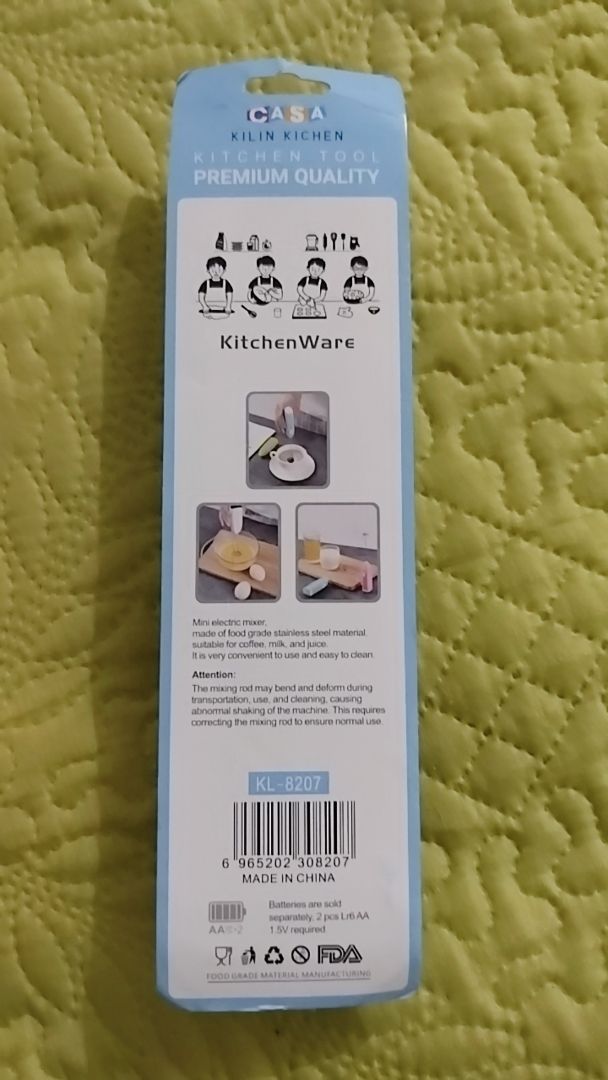 CASA
KILIN KICHEN
KITCHEN TOOL
PREMIUM QUALITY
KitchenWare
Mini electric mixer,
made of food grade stainless steel material,
suitable for coffee, milk, and juice.
It is very convenient to use and easy to clean.
Attention:
The mixing rod may bend and deform during
transportation, use, and cleaning, causing
abnormal shaking of the machine. This requires
correcting the mixing rod to ensure normal use.
KL-8207
6 965202 308207
MADE IN CHINA
Batteries are sold
separately, 2 pcs Lr6 AA
1.5V required
FDA
FOOD GRADE MATERIAL MANUFACTURING